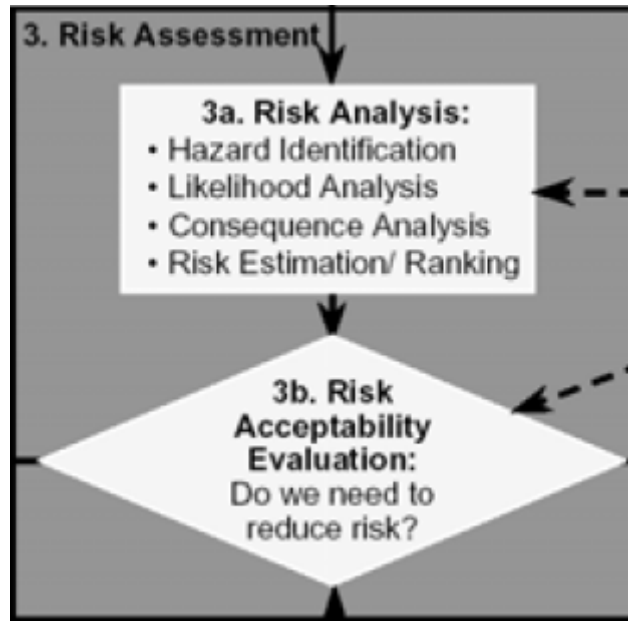 3. Risk Assessment
3a. Risk Analysis:
• Hazard Identification
• Likelihood Analysis
• Consequence Analysis
• Risk Estimation/ Ranking
3b. Risk
Acceptability
Evaluation:
Do we need to
reduce risk?